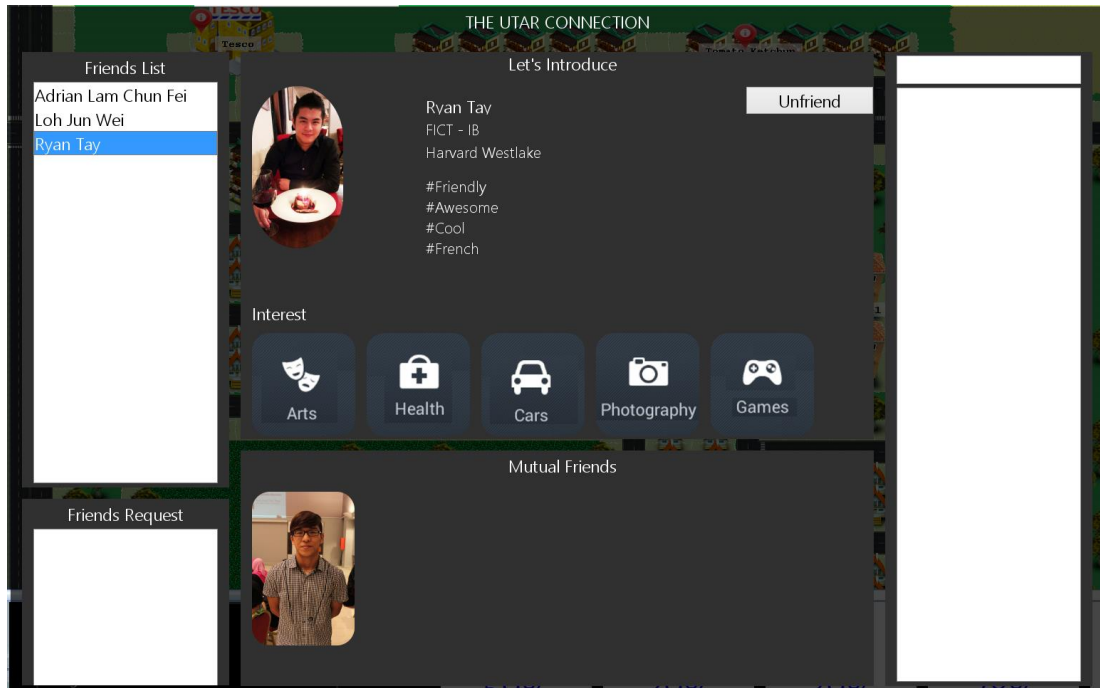 TESCO
Tesco
THE UTAR CONNECTION
Friends List
Adrian Lam Chun Fei
Loh Jun Wei
Ryan Tay
Friends Request
Let's Introduce
Ryan Tay
FICT - IB
Harvard Westlake
#Friendly
#Awesome
#Cool
#French
Unfriend
Interest
Arts
Health
Cars
Photography
Games
Mutual Friends